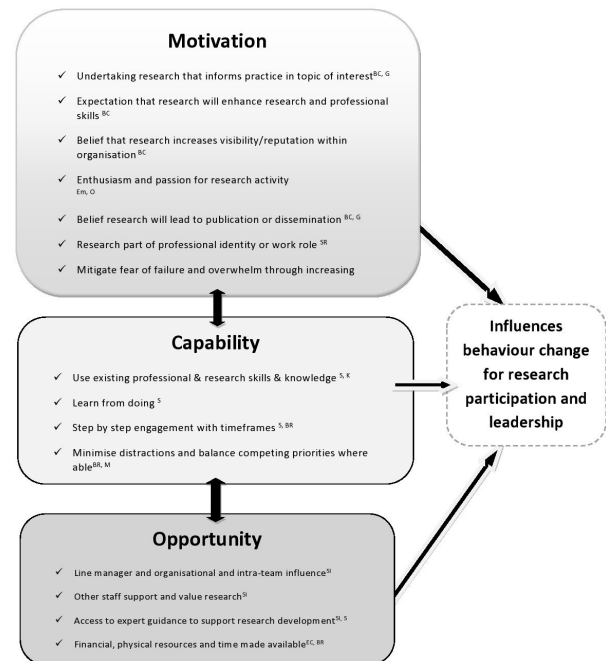 Motivation
✓ Undertaking research that informs practice in topic of interest BC, G
✓ Expectation that research will enhance research and professional
skills BC
✓ Belief that research increases visibility/reputation within
organisation BC
✓ Enthusiasm and passion for research activity
Em, O
✓ Belief research will lead to publication or dissemination BC, G
✓ Research part of professional identity or work role SR
✓ Mitigate fear of failure and overwhelm through increasing
Capability
✓ Use existing professional & research skills & knowledge S, K
✓ Learn from doing S
✓ Step by step engagement with timeframes S, BR
✓ Minimise distractions and balance competing priorities where
able BR, M
Influences
behaviour change
for research
participation and
leadership
Opportunity
✓ Line manager and organisational and intra-team influence SI
✓ Other staff support and value research SI
✓ Access to expert guidance to support research development SI, S
✓ Financial, physical resources and time made available EC, BR